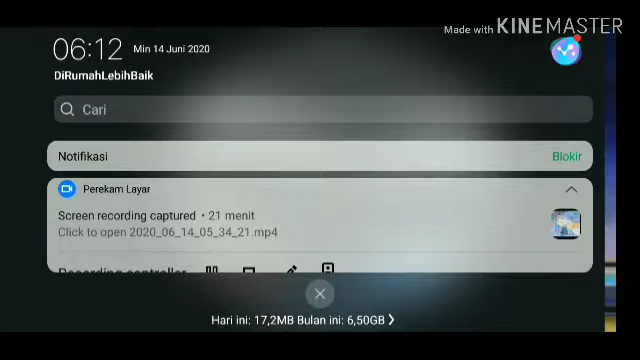 Made with KINEMASTER
06:12 Min 14 Juni 2020
DiRumahLebihBaik
Cari
Notifikasi Blokir
Perekam Layar
Screen recording captured • 21 menit
Click to open 2020_06_14_05_34_21.mp4
Recording controller
Hari ini: 17,2MB Bulan ini: 6,50GB